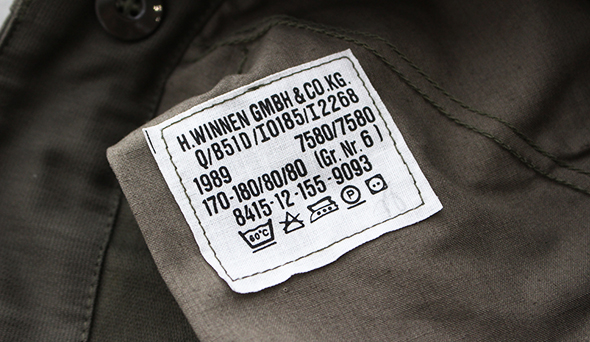 H.WINNEN GMBH & CO.KG.
Q/B51D/I0185/I2268
1989 7580/7580
170-180/80/80 (Gr. Nr. 6)
8415-12-155-9093
60°C P